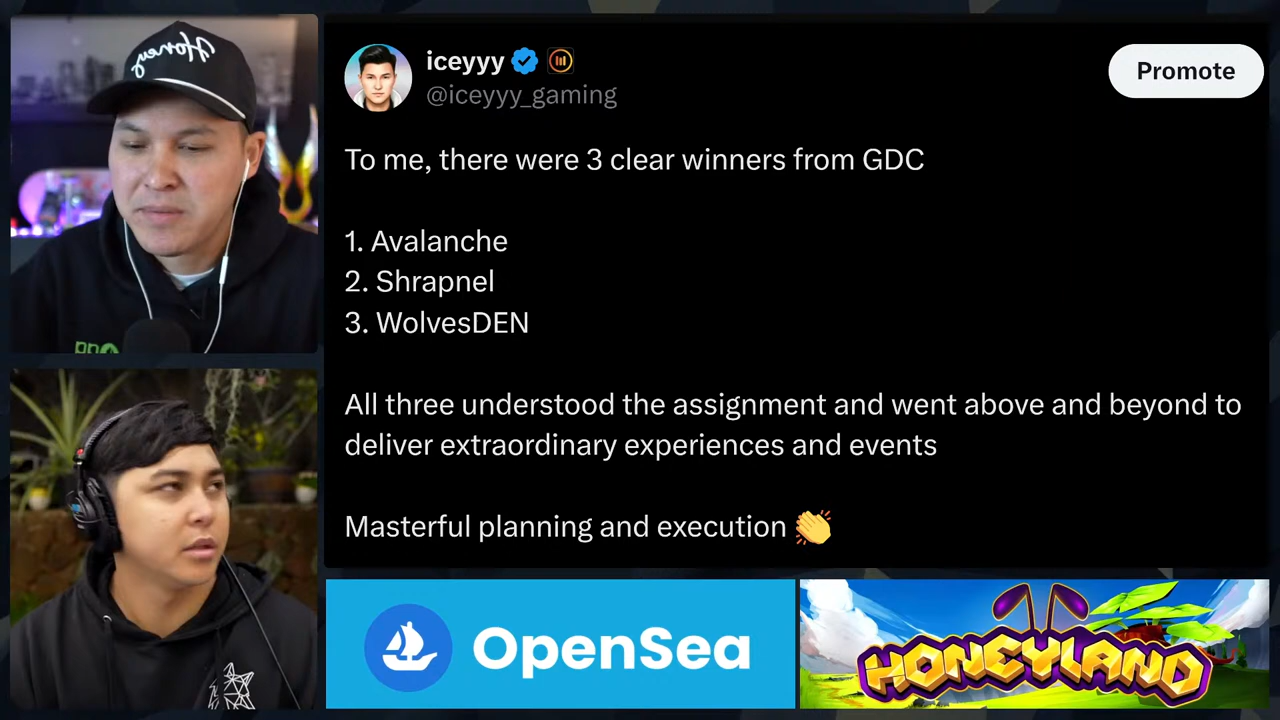 Honey
iceyyy
@iceyyy_gaming
Promote
To me, there were 3 clear winners from GDC
1. Avalanche
2. Shrapnel
3. WolvesDEN
All three understood the assignment and went above and beyond to
deliver extraordinary experiences and events
Masterful planning and execution 👏
OpenSea
HONEYLAND